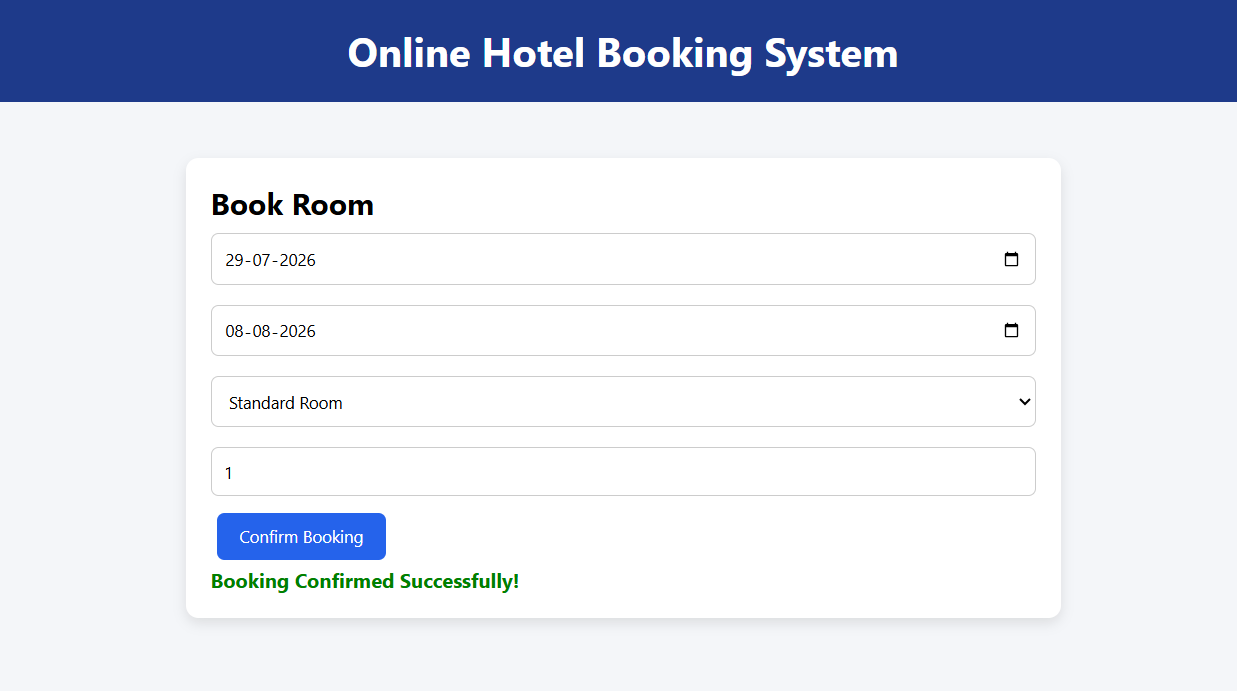 Online Hotel Booking System
Book Room
29-07-2026
08-08-2026
Standard Room
1
Confirm Booking
Booking Confirmed Successfully!